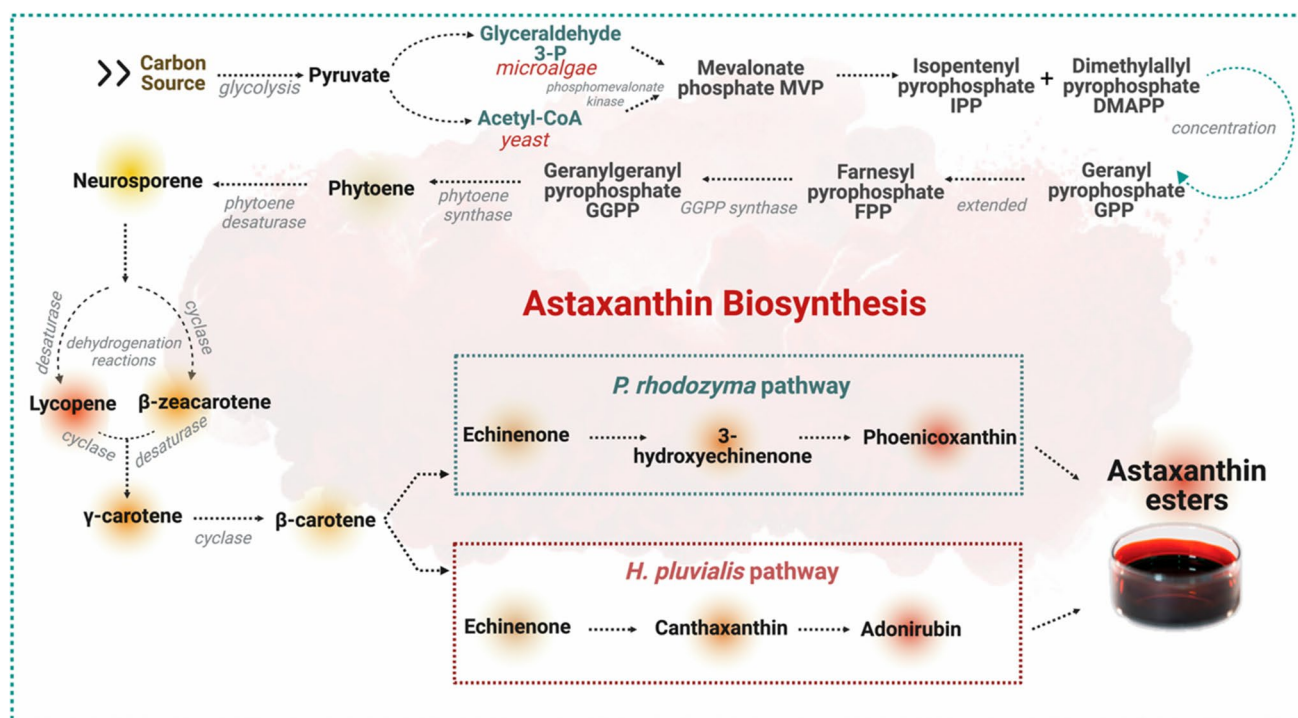 Carbon
Source
glycolysis
Pyruvate
Glyceraldehyde
3-P
microalgae
Acetyl-CoA
yeast
phosphomevalonate
kinase
Mevalonate
phosphate MVP
Isopentenyl
pyrophosphate
IPP
+
Dimethylallyl
pyrophosphate
DMAPP
concentration
Geranyl
pyrophosphate
GPP
extended
Farnesyl
pyrophosphate
FPP
GGPP synthase
Geranylgeranyl
pyrophosphate
GGPP
phytoene
synthase
Phytoene
phytoene
desaturase
Neurosporene
desaturase
cyclase
dehydrogenation
reactions
Lycopene
β-zeacarotene
cyclase
desaturase
γ-carotene
cyclase
β-carotene
Astaxanthin Biosynthesis
P. rhodozyma pathway
Echinenone
3-
hydroxyechinenone
Phoenicoxanthin
H. pluvialis pathway
Echinenone
Canthaxanthin
Adonirubin
Astaxanthin
esters